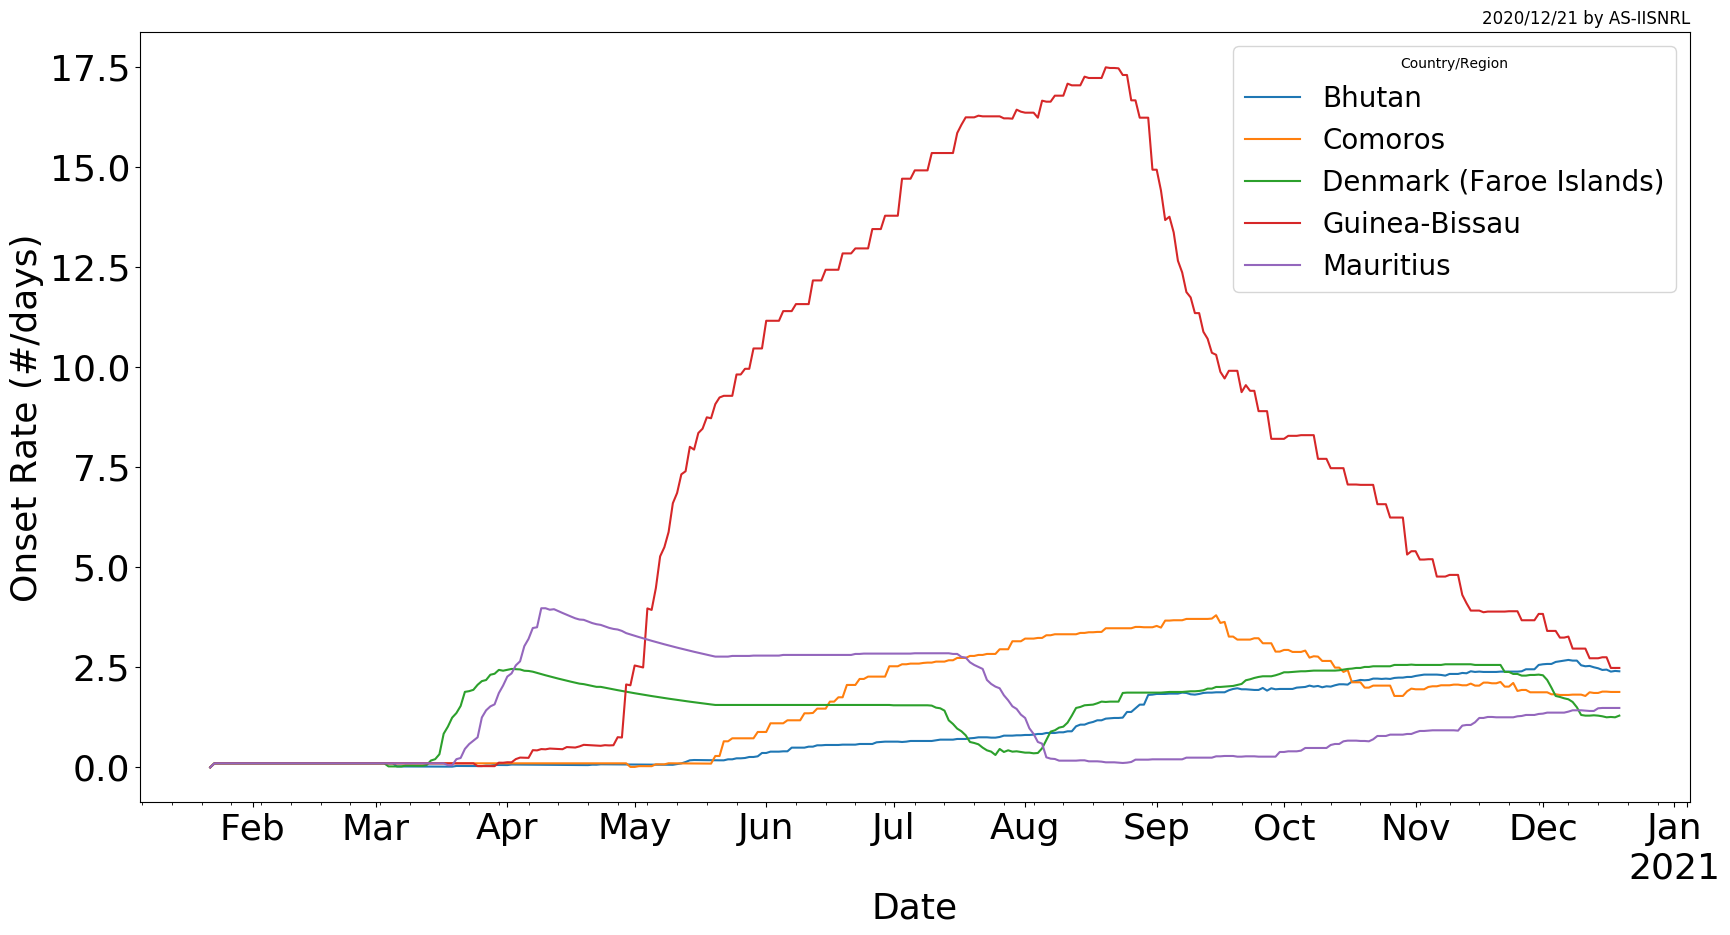 2020/12/21 by AS-IISNRL
Country/Region
Bhutan
Comoros
Denmark (Faroe Islands)
Guinea-Bissau
Mauritius
Onset Rate (#/days)
17.5
15.0
12.5
10.0
7.5
5.0
2.5
0.0
Feb Mar Apr May Jun Jul Aug Sep Oct Nov Dec Jan
2021
Date